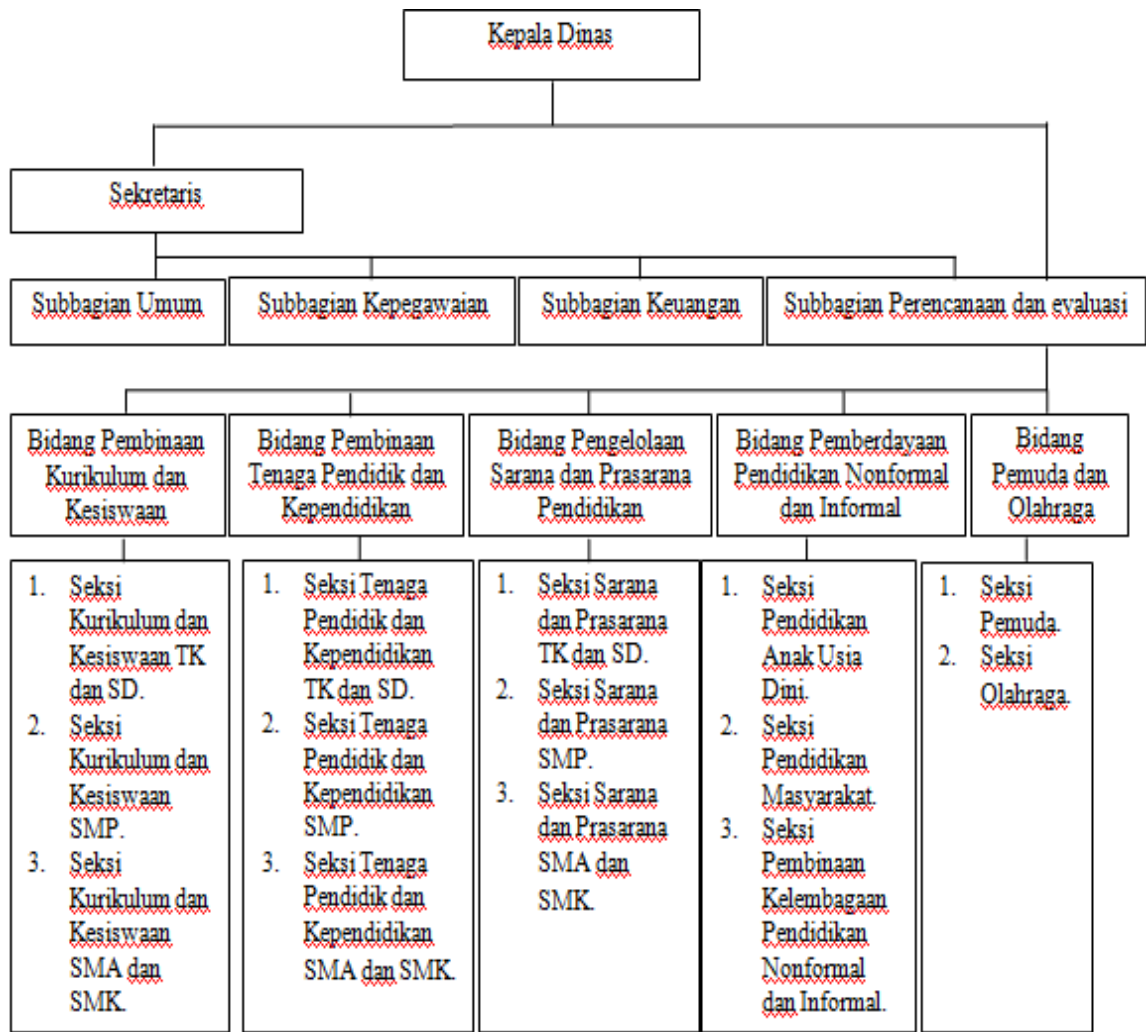 Kepala Dinas
Sekretaris
Subbagian Umum
Subbagian Kepegawaian
Subbagian Keuangan
Subbagian Perencanaan dan evaluasi
Bidang Pembinaan
Kurikulum dan
Kesiswaan
Bidang Pembinaan
Tenaga Pendidik dan
Kependidikan
Bidang Pengelolaan
Sarana dan Prasarana
Pendidikan
Bidang Pemberdayaan
Pendidikan Nonformal
dan Informal
Bidang
Pemuda dan
Olahraga
1. Seksi
Kurikulum dan
Kesiswaan TK
dan SD.
2. Seksi
Kurikulum dan
Kesiswaan
SMP.
3. Seksi
Kurikulum dan
Kesiswaan
SMA dan
SMK.
1. Seksi Tenaga
Pendidik dan
Kependidikan
TK dan SD.
2. Seksi Tenaga
Pendidik dan
Kependidikan
SMP.
3. Seksi Tenaga
Pendidik dan
Kependidikan
SMA dan SMK.
1. Seksi Sarana
dan Prasarana
TK dan SD.
2. Seksi Sarana
dan Prasarana
SMP.
3. Seksi Sarana
dan Prasarana
SMA dan
SMK.
1. Seksi
Pendidikan
Anak Usia
Dini.
2. Seksi
Pendidikan
Masyarakat.
3. Seksi
Pembinaan
Kelembagaan
Pendidikan
Nonformal
dan Informal.
1. Seksi
Pemuda.
2. Seksi
Olahraga.